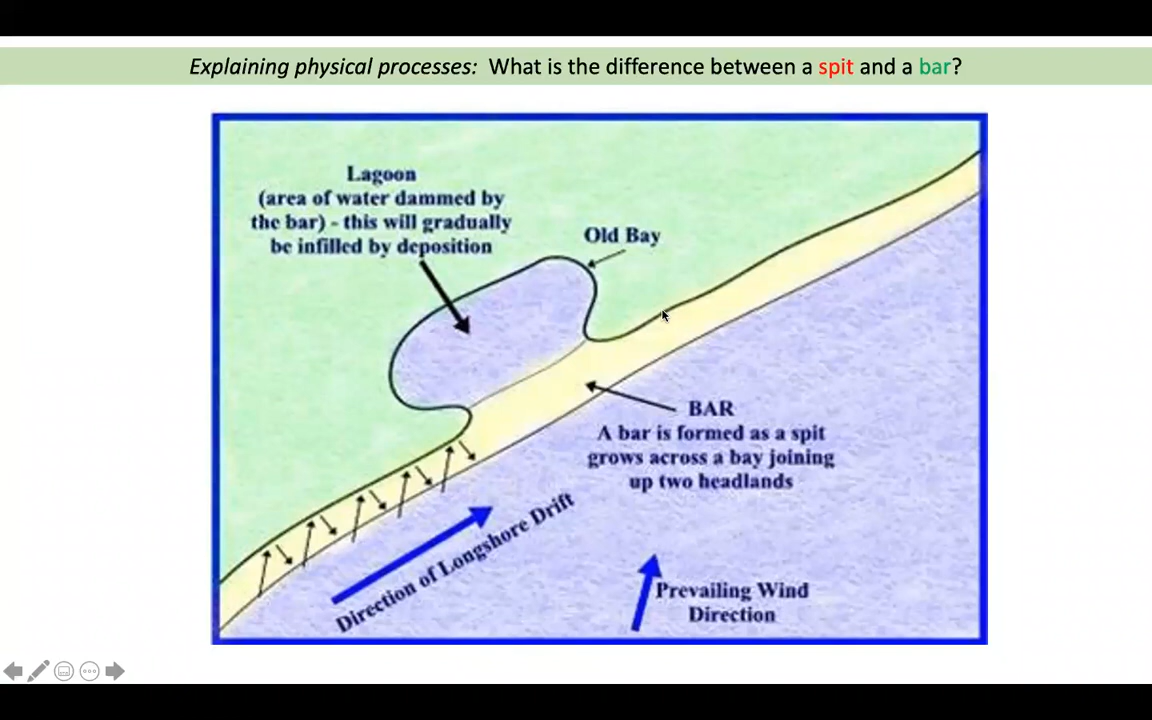 Explaining physical processes: What is the difference between a spit and a bar?
Lagoon
(area of water dammed by
the bar) - this will gradually
be infilled by deposition
Old Bay
BAR
A bar is formed as a spit
grows across a bay joining
up two headlands
Direction of Longshore Drift
Prevailing Wind
Direction